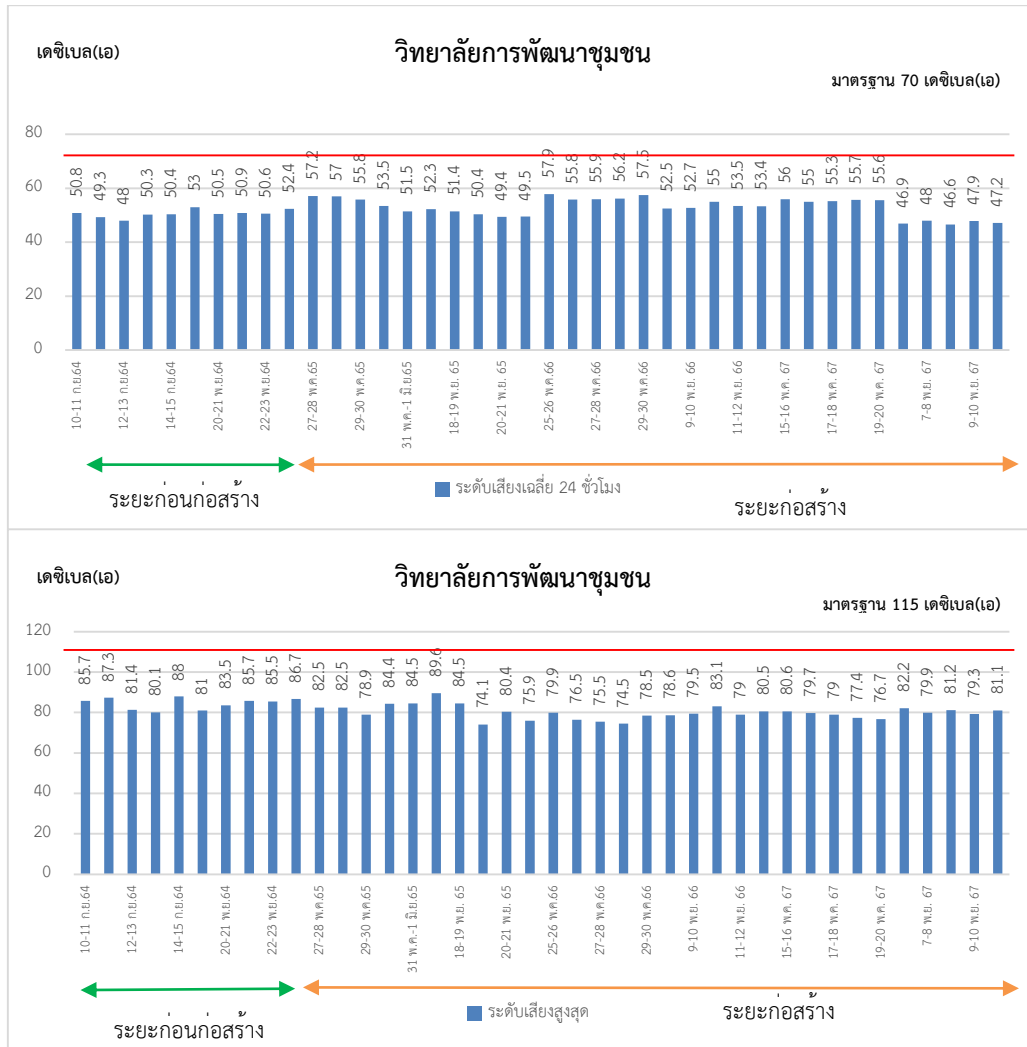 เดซิเบล(เอ)
วิทยาลัยการพัฒนาชุมชน
มาตรฐาน 70 เดซิเบล(เอ)
80
60
40
20
0
50.8 49.3 48 50.3 50.4 53 50.5 50.9 50.6 52.4 57.2 57 55.8 53.5 51.5 52.3 51.4 50.4 49.4 49.5 57.9 55.8 55.9 56.2 57.5 52.5 52.7 55 53.5 53.4 56 55 55.3 55.7 55.6 46.9 48 46.6 47.9 47.2
10-11 ก.ย.64
12-13 ก.ย.64
14-15 ก.ย.64
20-21 พ.ย.64
22-23 พ.ย.64
27-28 พ.ค.65
29-30 พ.ค.65
31 พ.ค.-1 มิ.ย.65
18-19 พ.ย. 65
20-21 พ.ย. 65
25-26 พ.ค.66
27-28 พ.ค.66
29-30 พ.ค.66
9-10 พ.ย. 66
11-12 พ.ย. 66
15-16 พ.ค. 67
17-18 พ.ค. 67
19-20 พ.ค. 67
7-8 พ.ย. 67
9-10 พ.ย. 67
ระยะก่อนก่อสร้าง
ระดับเสียงเฉลี่ย 24 ชั่วโมง
ระยะก่อสร้าง
เดซิเบล(เอ)
วิทยาลัยการพัฒนาชุมชน
มาตรฐาน 115 เดซิเบล(เอ)
120
100
80
60
40
20
0
85.7 87.3 81.4 80.1 88 81 83.5 85.7 85.5 86.7 82.5 82.5 78.9 84.4 84.5 89.6 84.5 74.1 80.4 75.9 79.9 76.5 75.5 74.5 78.5 78.6 79.5 83.1 79 80.5 80.6 79.7 79 77.4 76.7 82.2 79.9 81.2 79.3 81.1
10-11 ก.ย.64
12-13 ก.ย.64
14-15 ก.ย.64
20-21 พ.ย.64
22-23 พ.ย.64
27-28 พ.ค.65
29-30 พ.ค.65
31 พ.ค.-1 มิ.ย.65
18-19 พ.ย. 65
20-21 พ.ย. 65
25-26 พ.ค.66
27-28 พ.ค.66
29-30 พ.ค.66
9-10 พ.ย. 66
11-12 พ.ย. 66
15-16 พ.ค. 67
17-18 พ.ค. 67
19-20 พ.ค. 67
7-8 พ.ย. 67
9-10 พ.ย. 67
ระยะก่อนก่อสร้าง
ระดับเสียงสูงสุด
ระยะก่อสร้าง